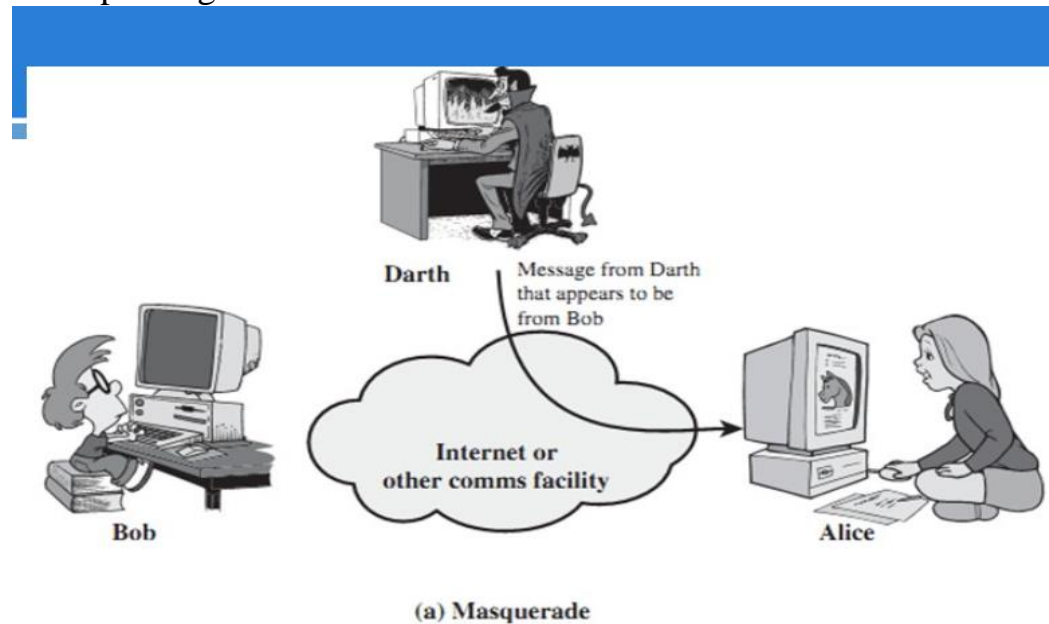 Darth
Message from Darth
that appears to be
from Bob
Internet or
other comms facility
Bob
Alice
(a) Masquerade